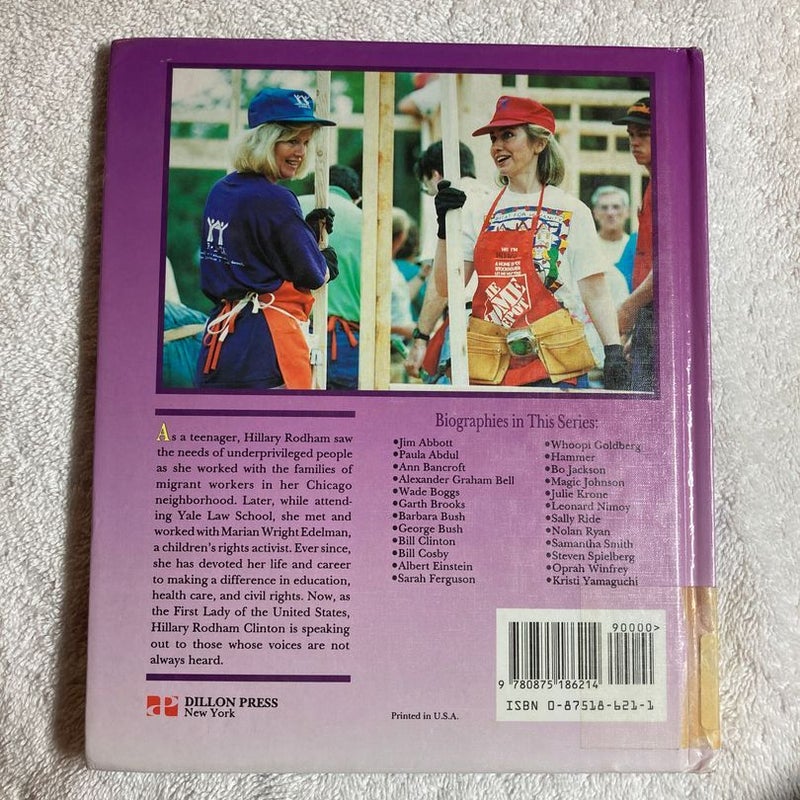 THE
HOME
DEPOT
As a teenager, Hillary Rodham saw
the needs of underprivileged people
as she worked with the families of
migrant workers in her Chicago
neighborhood. Later, while attend-
ing Yale Law School, she met and
worked with Marian Wright Edelman,
a children's rights activist. Ever since,
she has devoted her life and career
to making a difference in education,
health care, and civil rights. Now, as
the First Lady of the United States,
Hillary Rodham Clinton is speaking
out to those whose voices are not
always heard.
DILLON PRESS
New York
Biographies in This Series:
•Jim Abbott
•Paula Abdul
•Ann Bancroft
•Alexander Graham Bell
•Wade Boggs
•Garth Brooks
•Barbara Bush
•George Bush
•Bill Clinton
•Bill Cosby
•Albert Einstein
•Sarah Ferguson
•Whoopi Goldberg
•Hammer
•Bo Jackson
•Magic Johnson
•Julie Krone
•Leonard Nimoy
•Sally Ride
•Nolan Ryan
•Samantha Smith
•Steven Spielberg
•Oprah Winfrey
•Kristi Yamaguchi
Printed in U.S.A.
90000>
9 780875 186214
ISBN 0-87518-621-1